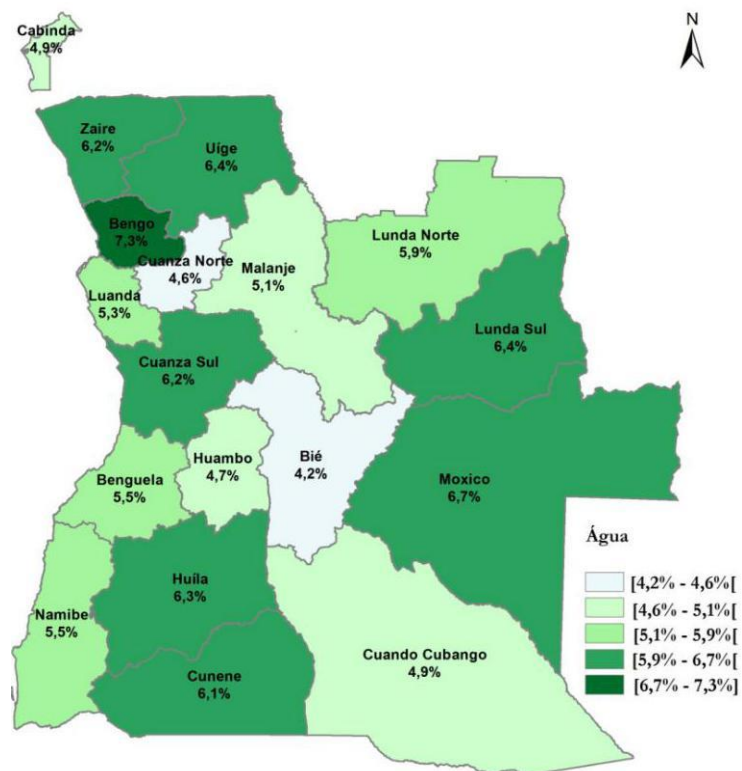 N
Cabinda
4,9%
Zaire
6,2%
Uíge
6,4%
Bengo
7,3%
Cuanza Norte
4,6%
Lunda Norte
5,9%
Malanje
5,1%
Luanda
5,3%
Lunda Sul
6,4%
Cuanza Sul
6,2%
Huambo
4,7%
Bié
4,2%
Benguela
5,5%
Moxico
6,7%
Huíla
6,3%
Namibe
5,5%
Cuando Cubango
4,9%
Cunene
6,1%
Água
[4,2% - 4,6%[
[4,6% - 5,1%[
[5,1% - 5,9%[
[5,9% - 6,7%[
[6,7% - 7,3%[